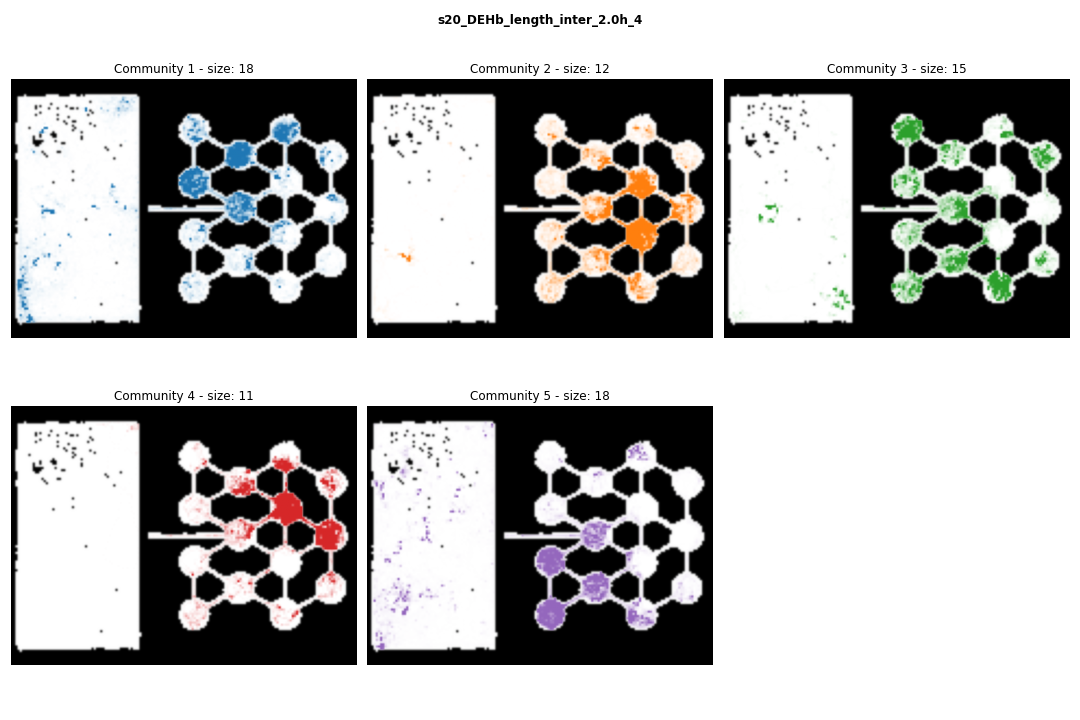 s20_DEHb_length_inter_2.0h_4
Community 1 - size: 18
Community 2 - size: 12
Community 3 - size: 15
Community 4 - size: 11
Community 5 - size: 18